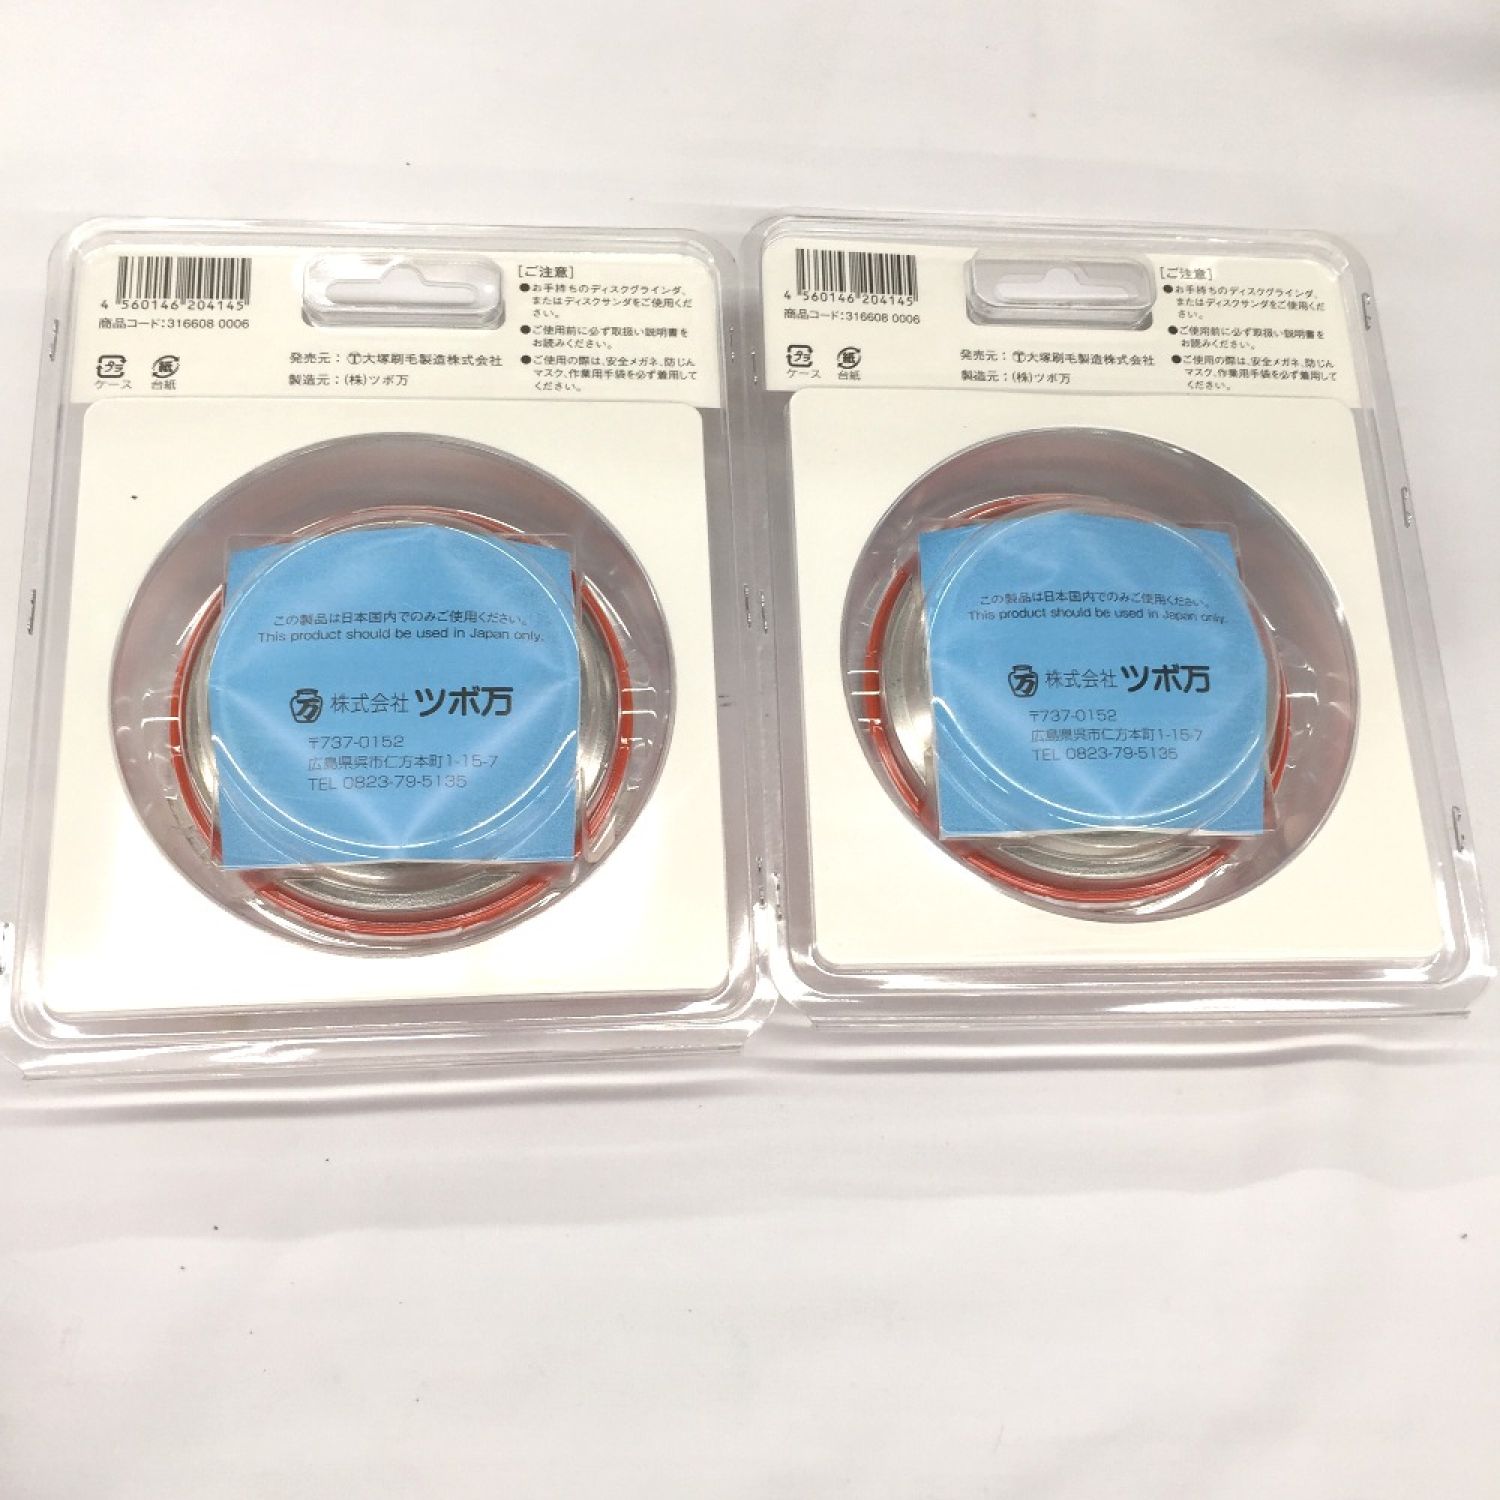 4 560146 204145
商品コード:316608 0006
プラ
ケース
紙
台紙
発売元:大塚刷毛製造株式会社
製造元:(株)ツボ万
[ご注意]
●お手持ちのディスクグラインダ、
またはディスクサンダをご使用くだ
さい。
●ご使用前に必ず取扱い説明書を
お読みください。
●ご使用の際は、安全メガネ、防じん
マスク、作業用手袋を必ず着用して
ください。
この製品は日本国内でのみご使用ください。
This product should be used in Japan only.
万 株式会社 ツボ万
〒737-0152
広島県呉市仁方本町1-15-7
TEL 0823-79-5135
4 560146 204145
商品コード:316608 0006
プラ
ケース
紙
台紙
発売元:大塚刷毛製造株式会社
製造元:(株)ツボ万
[ご注意]
●お手持ちのディスクグラインダ、
またはディスクサンダをご使用くだ
さい。
●ご使用前に必ず取扱い説明書を
お読みください。
●ご使用の際は、安全メガネ、防じん
マスク、作業用手袋を必ず着用して
ください。
この製品は日本国内でのみご使用ください。
This product should be used in Japan only.
万 株式会社 ツボ万
〒737-0152
広島県呉市仁方本町1-15-7
TEL 0823-79-5135